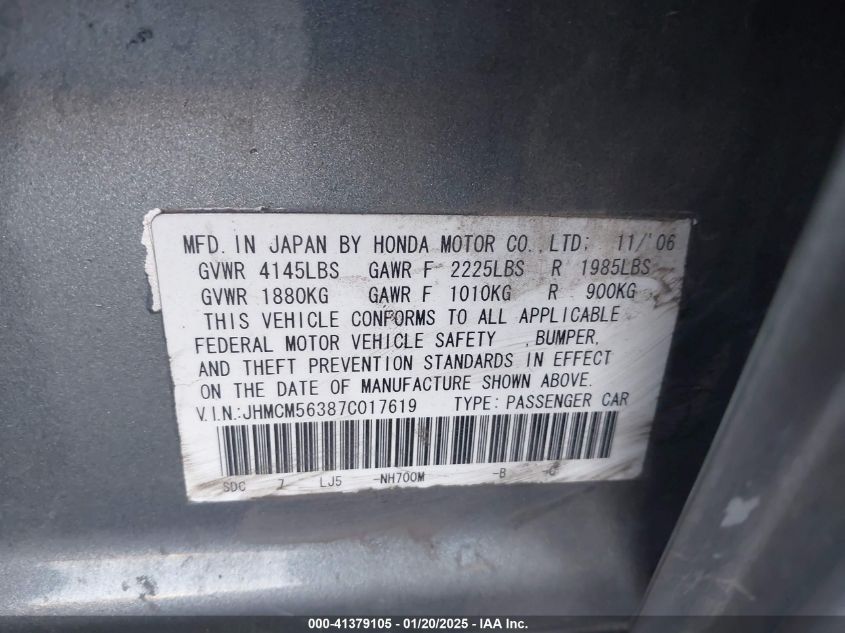 MFD. IN JAPAN BY HONDA MOTOR CO., LTD. 11/'06
GVWR 4145LBS GAWR F 2225LBS R 1985LBS
GVWR 1880KG GAWR F 1010KG R 900KG
THIS VEHICLE CONFORMS TO ALL APPLICABLE
FEDERAL MOTOR VEHICLE SAFETY , BUMPER,
AND THEFT PREVENTION STANDARDS IN EFFECT
ON THE DATE OF MANUFACTURE SHOWN ABOVE.
V.I.N.:JHMCM56387C017619 TYPE: PASSENGER CAR
SDC 7 LJ5 -NH700M -B -G
000-41379105 - 01/20/2025 - IAA Inc.